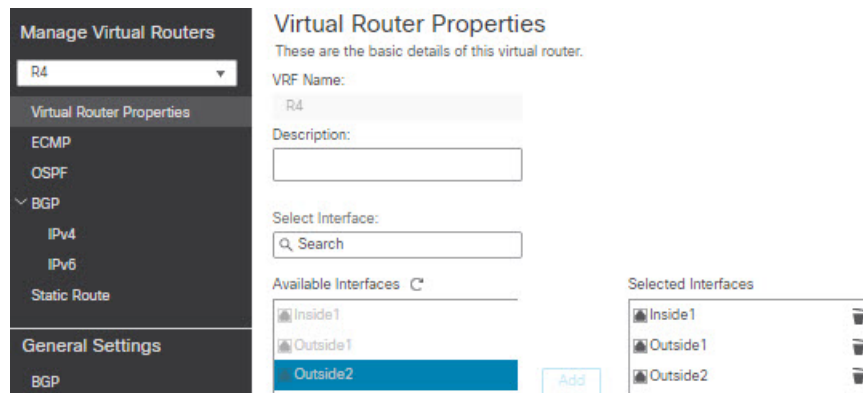 Manage Virtual Routers
R4
Virtual Router Properties
ECMP
OSPF
BGP
IPv4
IPv6
Static Route
General Settings
BGP
Virtual Router Properties
These are the basic details of this virtual router.
VRF Name:
R4
Description:
Select Interface:
Search
Available Interfaces
Inside1
Outside1
Outside2
Add
Selected Interfaces
Inside1
Outside1
Outside2